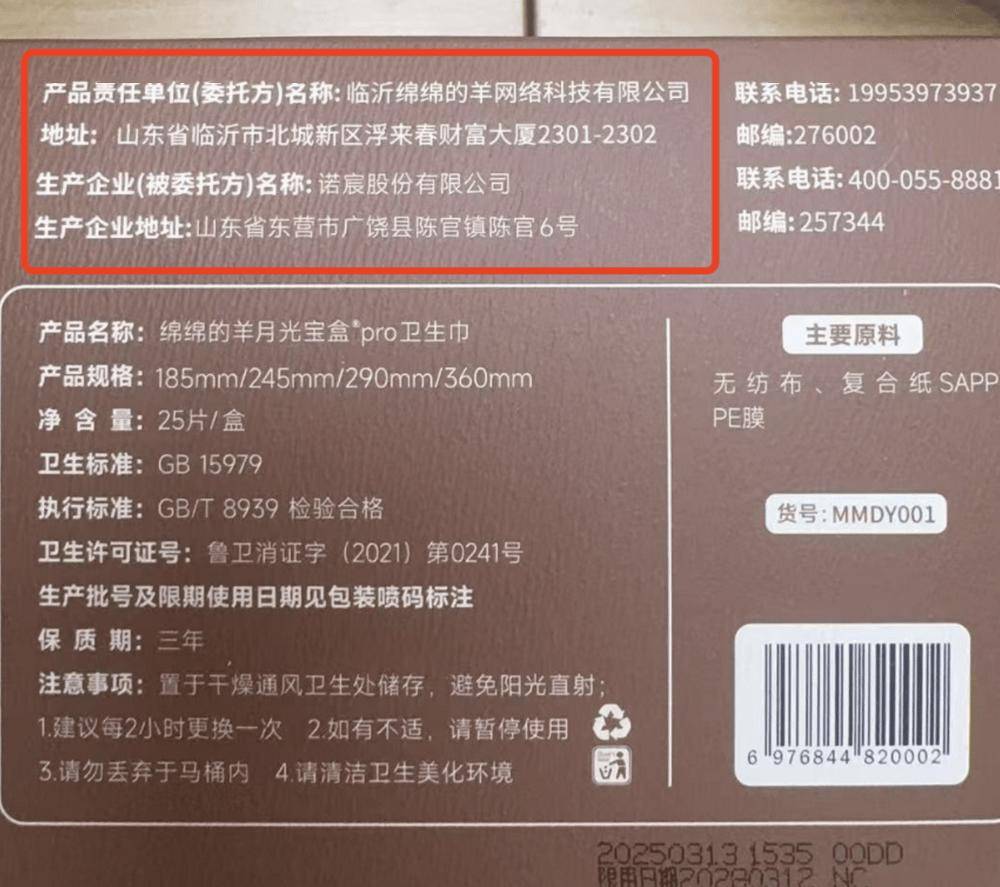 产品责任单位(委托方)名称:临沂绵绵的羊网络科技有限公司 联系电话:19953973937
地址: 山东省临沂市北城新区浮来春财富大厦2301-2302 邮编:276002
生产企业(被委托方)名称:诺宸股份有限公司 联系电话:400-055-8881
生产企业地址:山东省东营市广饶县陈官镇陈官6号 邮编:257344
产品名称: 绵绵的羊月光宝盒®pro卫生巾
产品规格: 185mm/245mm/290mm/360mm
净含量: 25片/盒
卫生标准: GB 15979
执行标准: GB/T 8939 检验合格
卫生许可证号: 鲁卫消证字(2021)第0241号
生产批号及限期使用日期见包装喷码标注
保质期: 三年
注意事项: 置于干燥通风卫生处储存,避免阳光直射;
1.建议每2小时更换一次 2.如有不适,请暂停使用
3.请勿丢弃于马桶内 4.请清洁卫生美化环境
主要原料
无纺布、复合纸SAPP
PE膜
货号:MMDY001
6 976844 820002
20250313 1535 00DD
限用日期20280312 NC